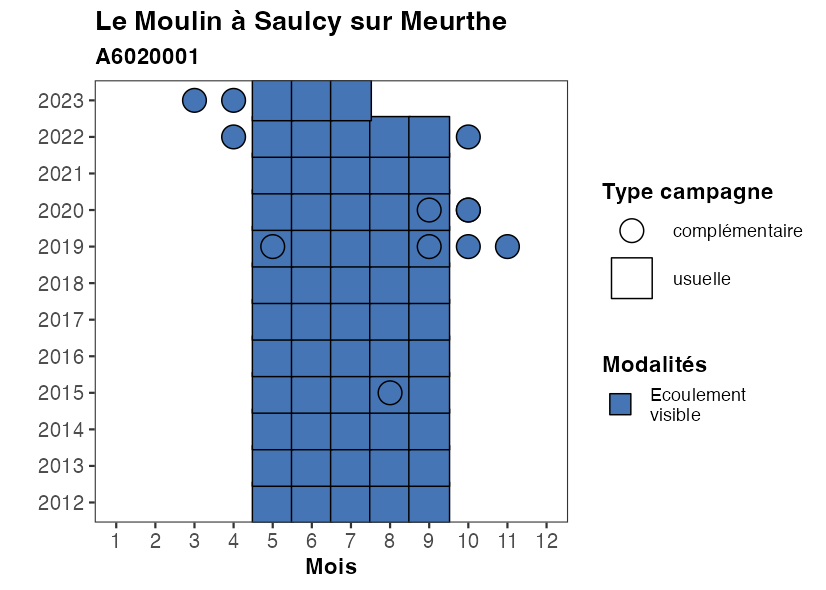 Le Moulin à Saulcy sur Meurthe
A6020001
2023
2022
2021
2020
2019
2018
2017
2016
2015
2014
2013
2012
1 2 3 4 5 6 7 8 9 10 11 12
Mois
Type campagne
complémentaire
usuelle
Modalités
Ecoulement
visible